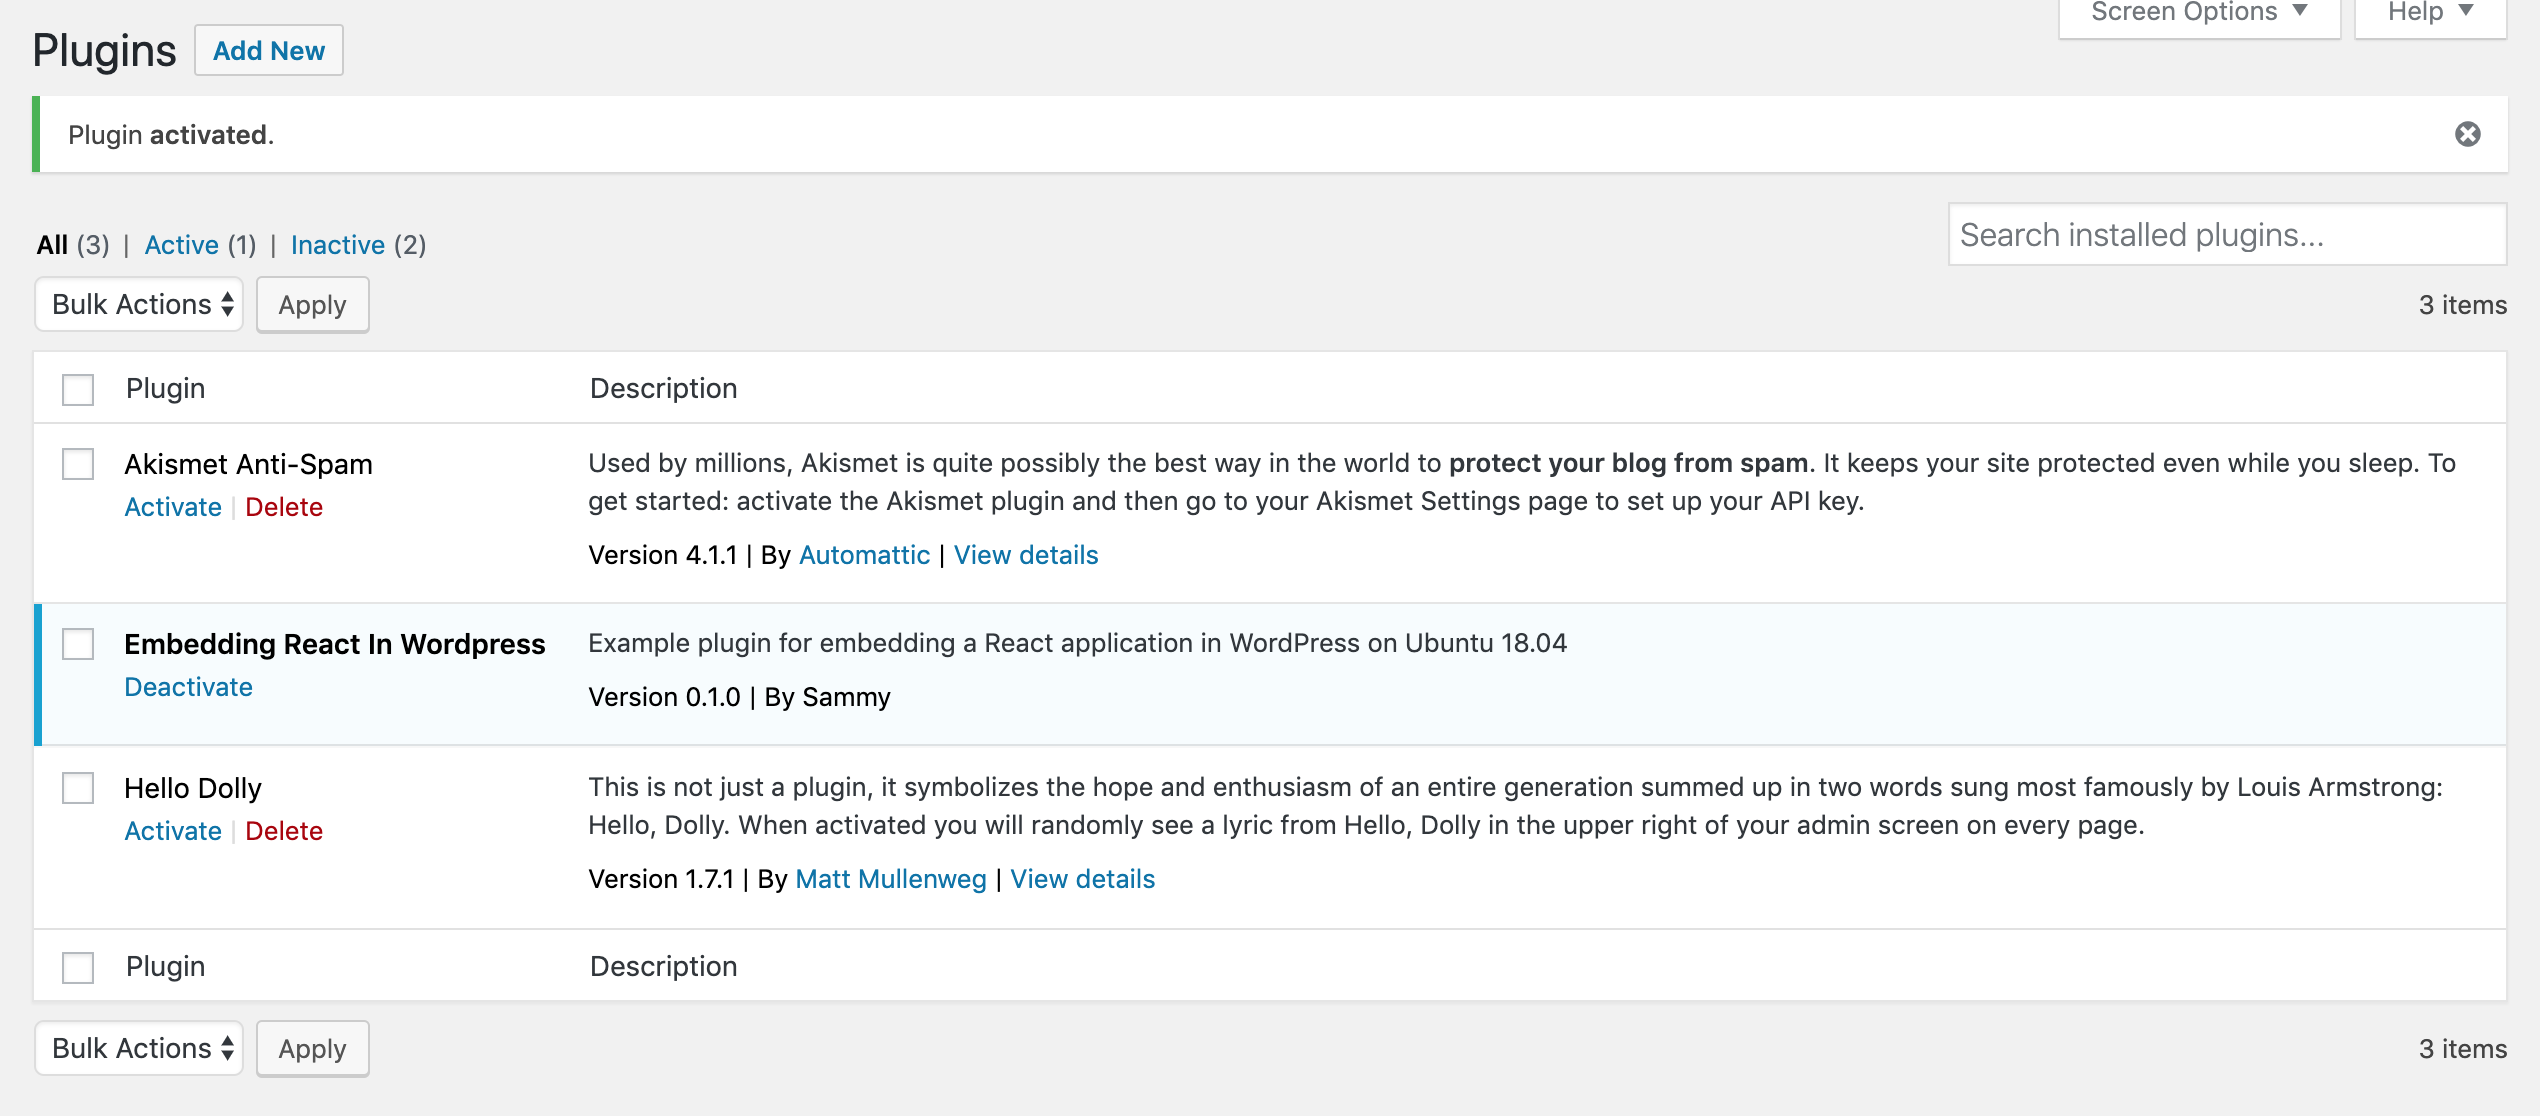 Screen Options ▼ Help ▼
Plugins Add New
Plugin activated.
All (3) | Active (1) | Inactive (2)
Search installed plugins...
Bulk Actions Apply
3 items
Plugin Description
Akismet Anti-Spam
Activate | Delete
Used by millions, Akismet is quite possibly the best way in the world to protect your blog from spam. It keeps your site protected even while you sleep. To
get started: activate the Akismet plugin and then go to your Akismet Settings page to set up your API key.
Version 4.1.1 | By Automattic | View details
Embedding React In Wordpress
Deactivate
Example plugin for embedding a React application in WordPress on Ubuntu 18.04
Version 0.1.0 | By Sammy
Hello Dolly
Activate | Delete
This is not just a plugin, it symbolizes the hope and enthusiasm of an entire generation summed up in two words sung most famously by Louis Armstrong:
Hello, Dolly. When activated you will randomly see a lyric from Hello, Dolly in the upper right of your admin screen on every page.
Version 1.7.1 | By Matt Mullenweg | View details
Plugin Description
Bulk Actions Apply
3 items